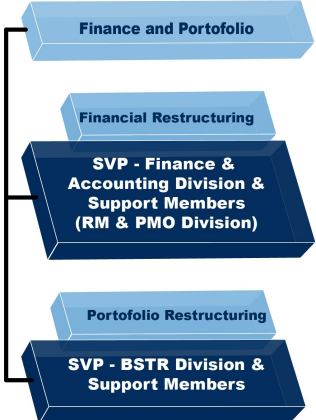 Finance and Portofolio
Financial Restructuring
SVP - Finance &
Accounting Division &
Support Members
(RM & PMO Division)
Portofolio Restructuring
SVP - BSTR Division &
Support Members